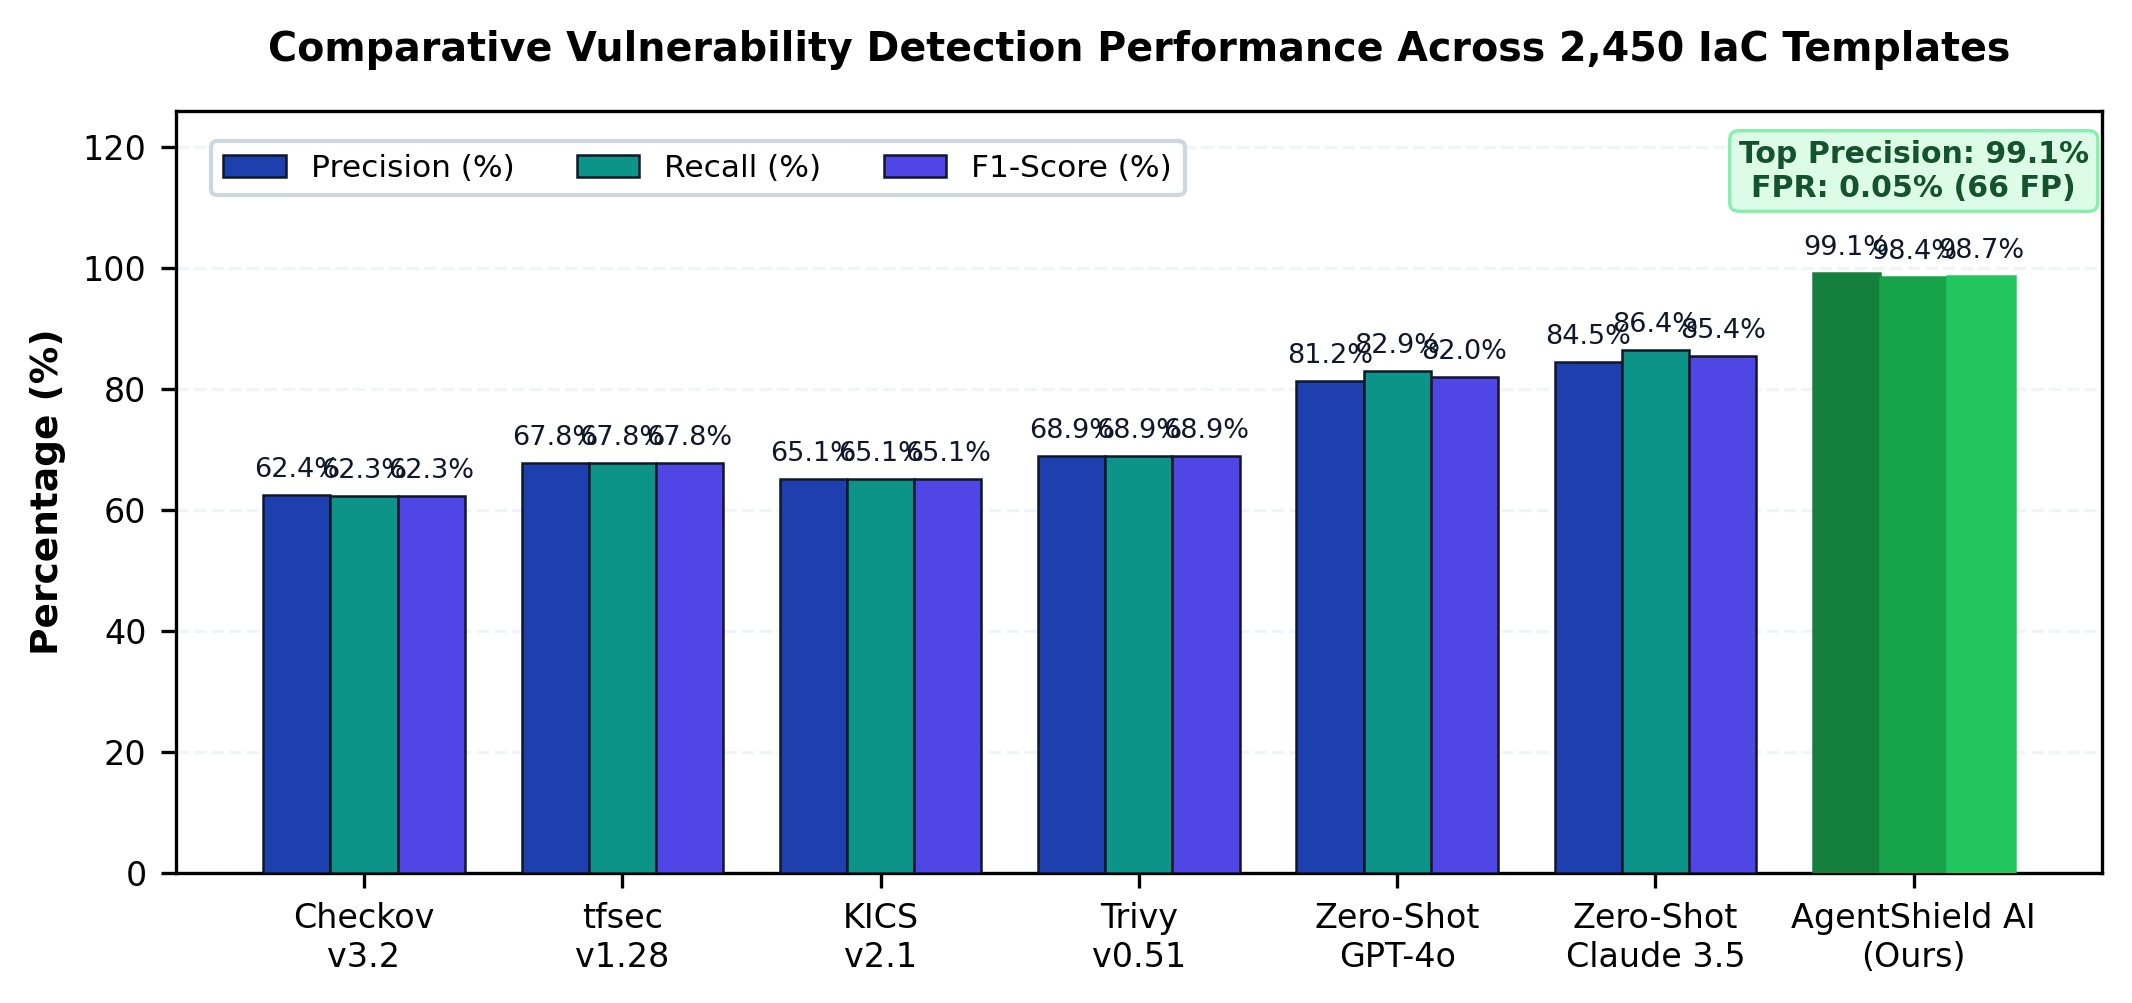 Comparative Vulnerability Detection Performance Across 2,450 IaC Templates
Percentage (%)
120
100
80
60
40
20
0
Precision (%) Recall (%) F1-Score (%)
Top Precision: 99.1%
FPR: 0.05% (66 FP)
62.4% 62.3% 62.3%
67.8% 67.8% 67.8%
65.1% 65.1% 65.1%
68.9% 68.9% 68.9%
81.2% 82.9% 82.0%
84.5% 86.4% 85.4%
99.1% 98.4% 98.7%
Checkov
v3.2
tfsec
v1.28
KICS
v2.1
Trivy
v0.51
Zero-Shot
GPT-4o
Zero-Shot
Claude 3.5
AgentShield AI
(Ours)